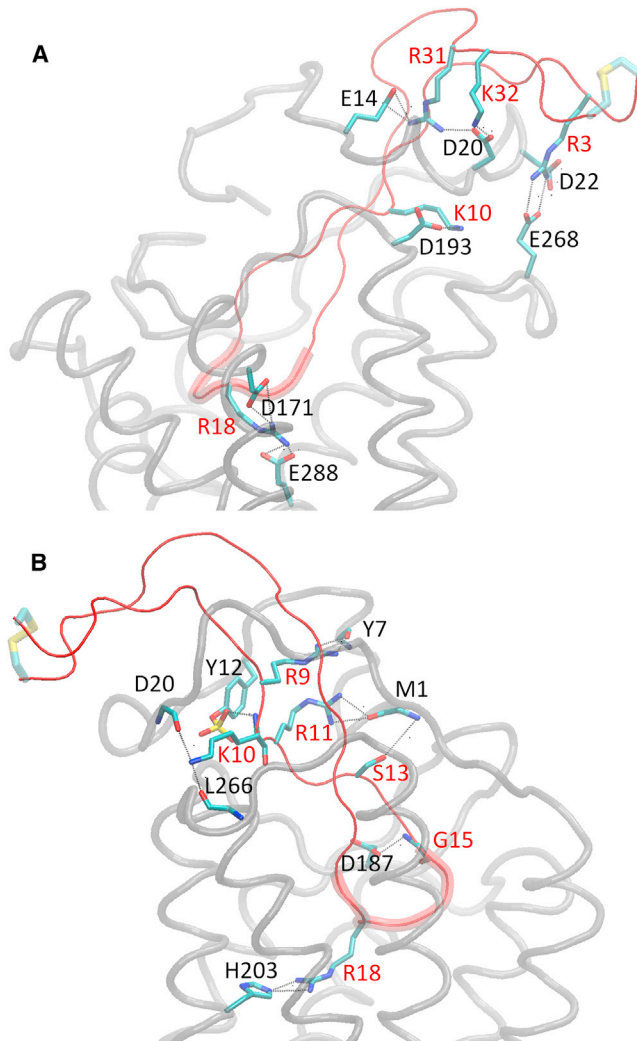 A
R31
E14
K32
D20
R3
D22
K10
D193
E268
D171
R18
E288
B
Y7
Y12
R9
D20
M1
R11
K10
S13
L266
G15
D187
H203
R18